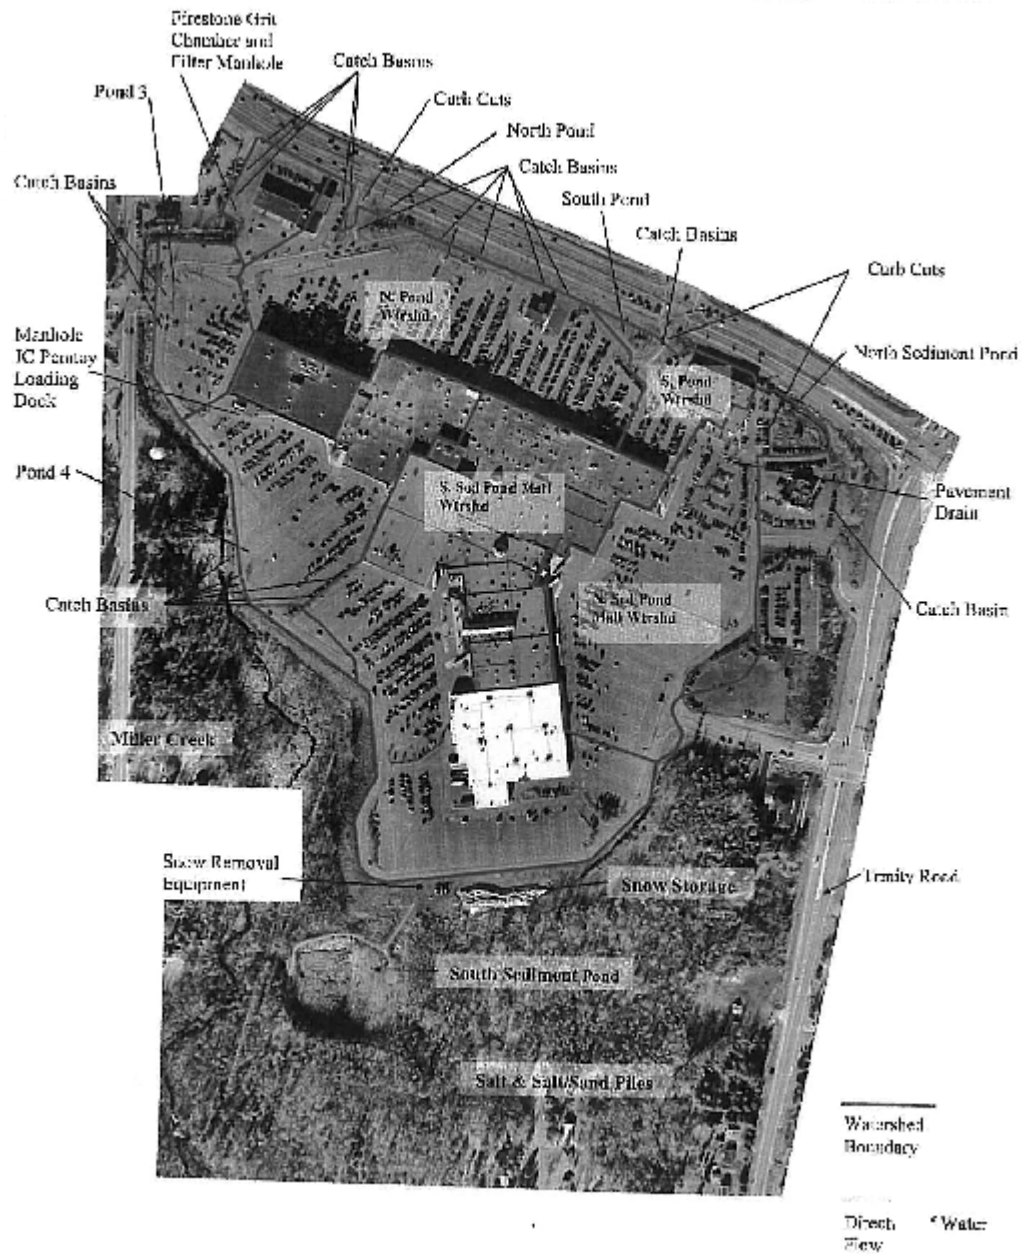 Firestone Grit
Chamber and
Filter Manhole
Catch Basins
Pond 3
Curb Cuts
North Pond
Catch Basins
Catch Basins
South Pond
Catch Basins
Curb Cuts
N. Pond
Wtrshd
Manhole
JC Penney
Loading
Dock
North Sediment Pond
S. Pond
Wtrshd
Pond 4
S. Sed Pond Mall
Wtrshd
Pavement
Drain
Catch Basins
N. Sed Pond
Mall Wtrshd
Catch Basin
Miller Creek
Snow Removal
Equipment
Snow Storage
Trinity Road
South Sediment Pond
Salt & Salt/Sand Piles
Watershed
Boundary
Direct Water
Flow